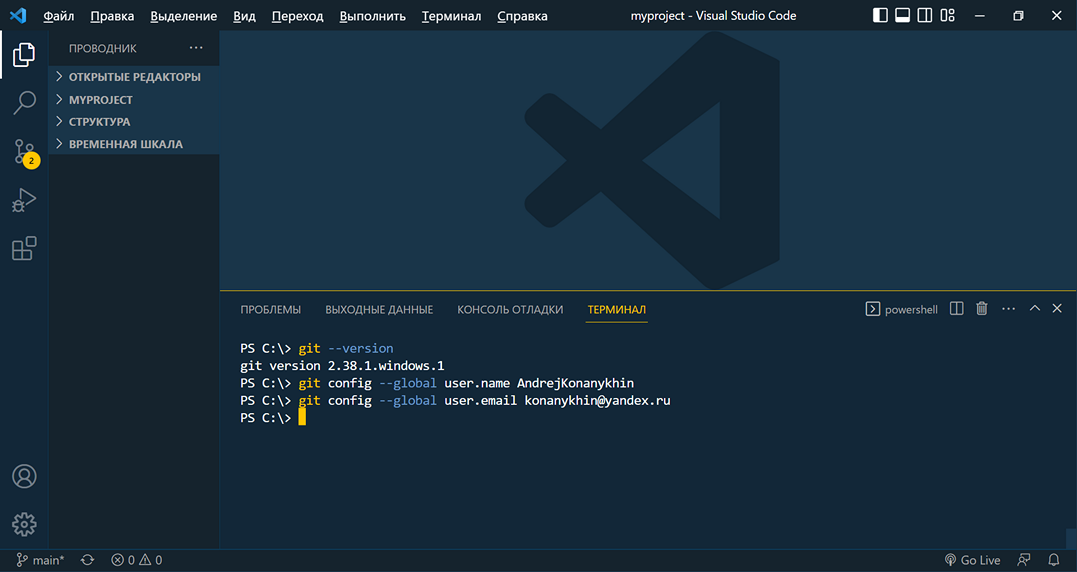 Файл Правка Выделение Вид Переход Выполнить Терминал Справка myproject - Visual Studio Code
ПРОВОДНИК ···
ОТКРЫТЫЕ РЕДАКТОРЫ
MYPROJECT
СТРУКТУРА
ВРЕМЕННАЯ ШКАЛА
2
ПРОБЛЕМЫ ВЫХОДНЫЕ ДАННЫЕ КОНСОЛЬ ОТЛАДКИ ТЕРМИНАЛ powershell ···
PS C:\> git --version
git version 2.38.1.windows.1
PS C:\> git config --global user.name AndrejKonanykhin
PS C:\> git config --global user.email konanykhin@yandex.ru
PS C:\>
main* 0 0 Go Live